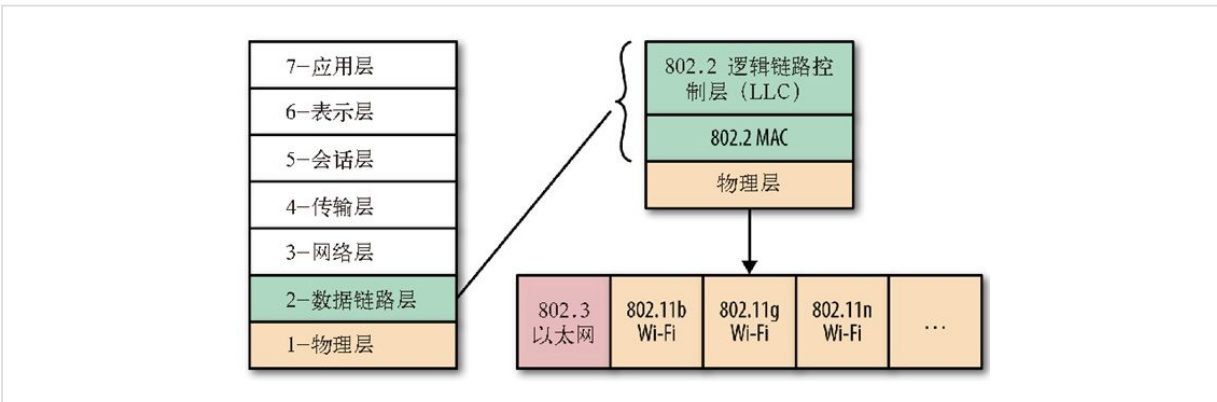 7-应用层
6-表示层
5-会话层
4-传输层
3-网络层
2-数据链路层
1-物理层
802.2 逻辑链路控
制层（LLC）
802.2 MAC
物理层
802.3
以太网
802.11b
Wi-Fi
802.11g
Wi-Fi
802.11n
Wi-Fi
…